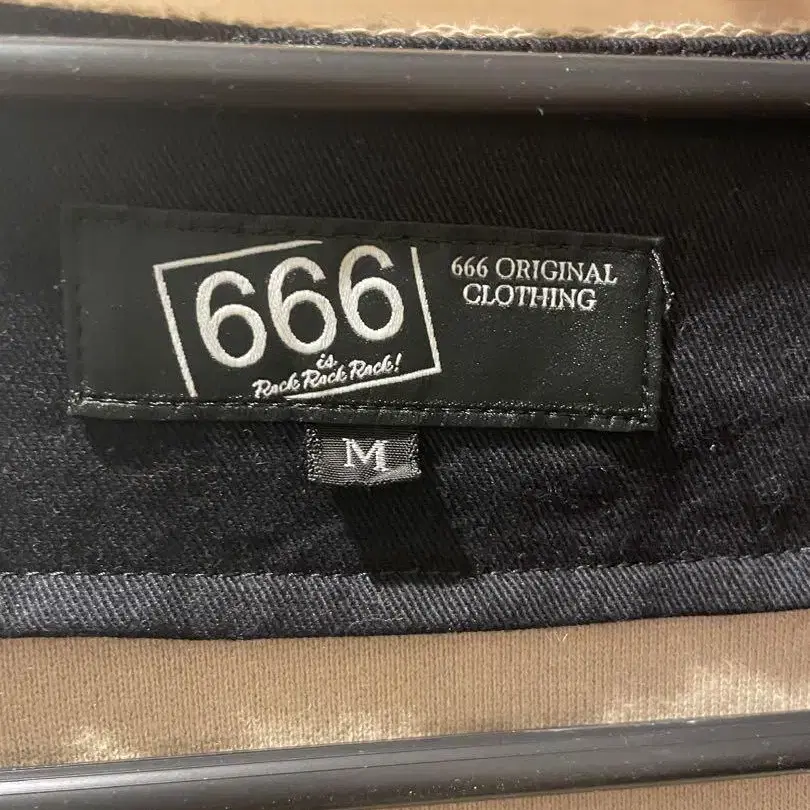 666
is
Rock Rock Rock!
666 ORIGINAL
CLOTHING
M